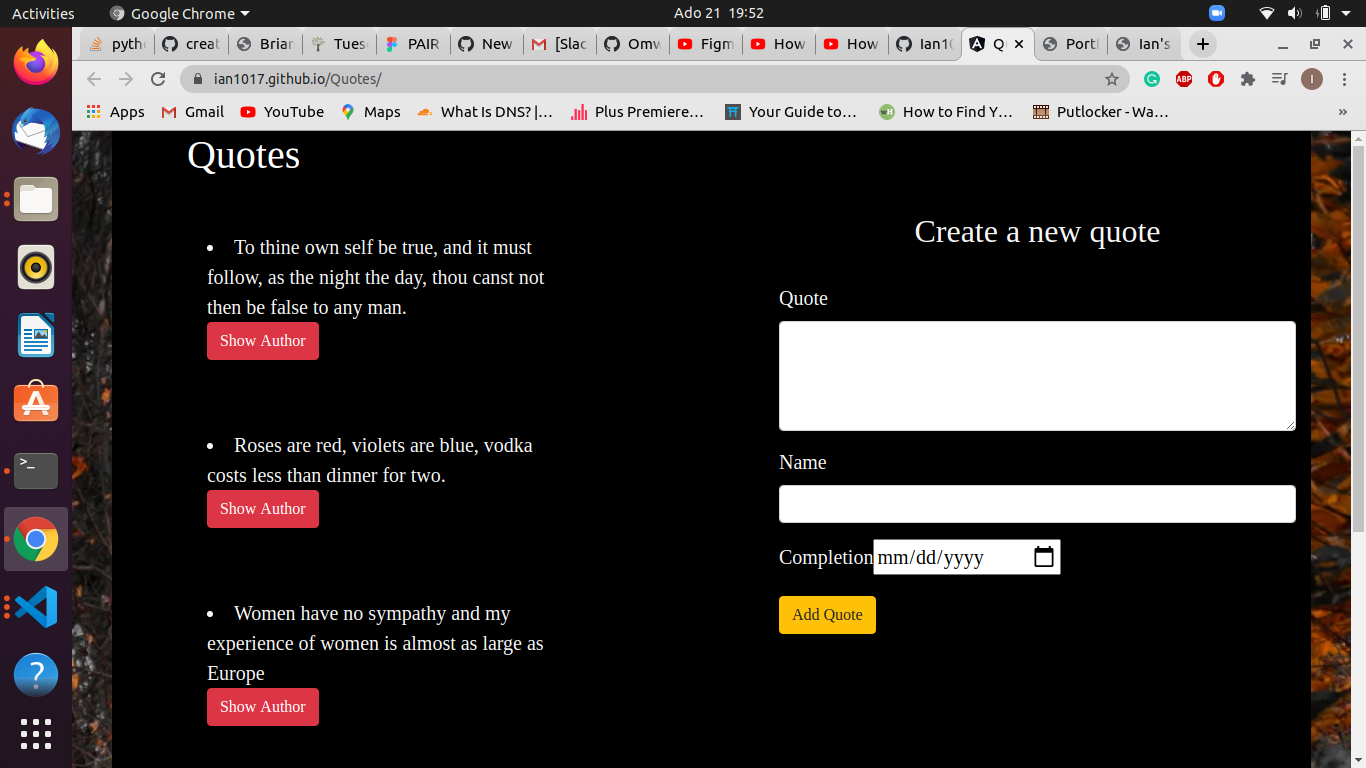 Activities
Google Chrome
Ado 21 19:52
pytho
creat
Brian
Tues
PAIR
New
[Slac
Omw
Figm
How
How
Ian10
Qu
Portf
Ian's
ian1017.github.io/Quotes/
ABP
I
Apps
Gmail
YouTube
Maps
What Is DNS? |...
Plus Premiere...
Your Guide to...
How to Find Y...
Putlocker - Wa...
»
Quotes
To thine own self be true, and it must
follow, as the night the day, thou canst not
then be false to any man.
Show Author
Roses are red, violets are blue, vodka
costs less than dinner for two.
Show Author
Women have no sympathy and my
experience of women is almost as large as
Europe
Show Author
Create a new quote
Quote
Name
Completion mm/dd/yyyy
Add Quote